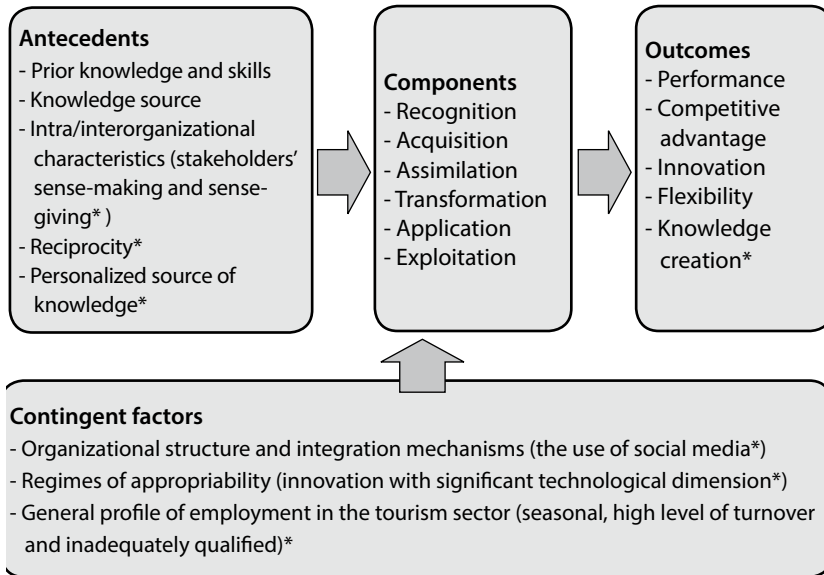 Antecedents
- Prior knowledge and skills
- Knowledge source
- Intra/interorganizational
characteristics (stakeholders'
sense-making and sense-
giving* )
- Reciprocity*
- Personalized source of
knowledge*
Components
- Recognition
- Acquisition
- Assimilation
- Transformation
- Application
- Exploitation
Outcomes
- Performance
- Competitive
advantage
- Innovation
- Flexibility
- Knowledge
creation*
Contingent factors
- Organizational structure and integration mechanisms (the use of social media*)
- Regimes of appropriability (innovation with significant technological dimension*)
- General profile of employment in the tourism sector (seasonal, high level of turnover
and inadequately qualified)*